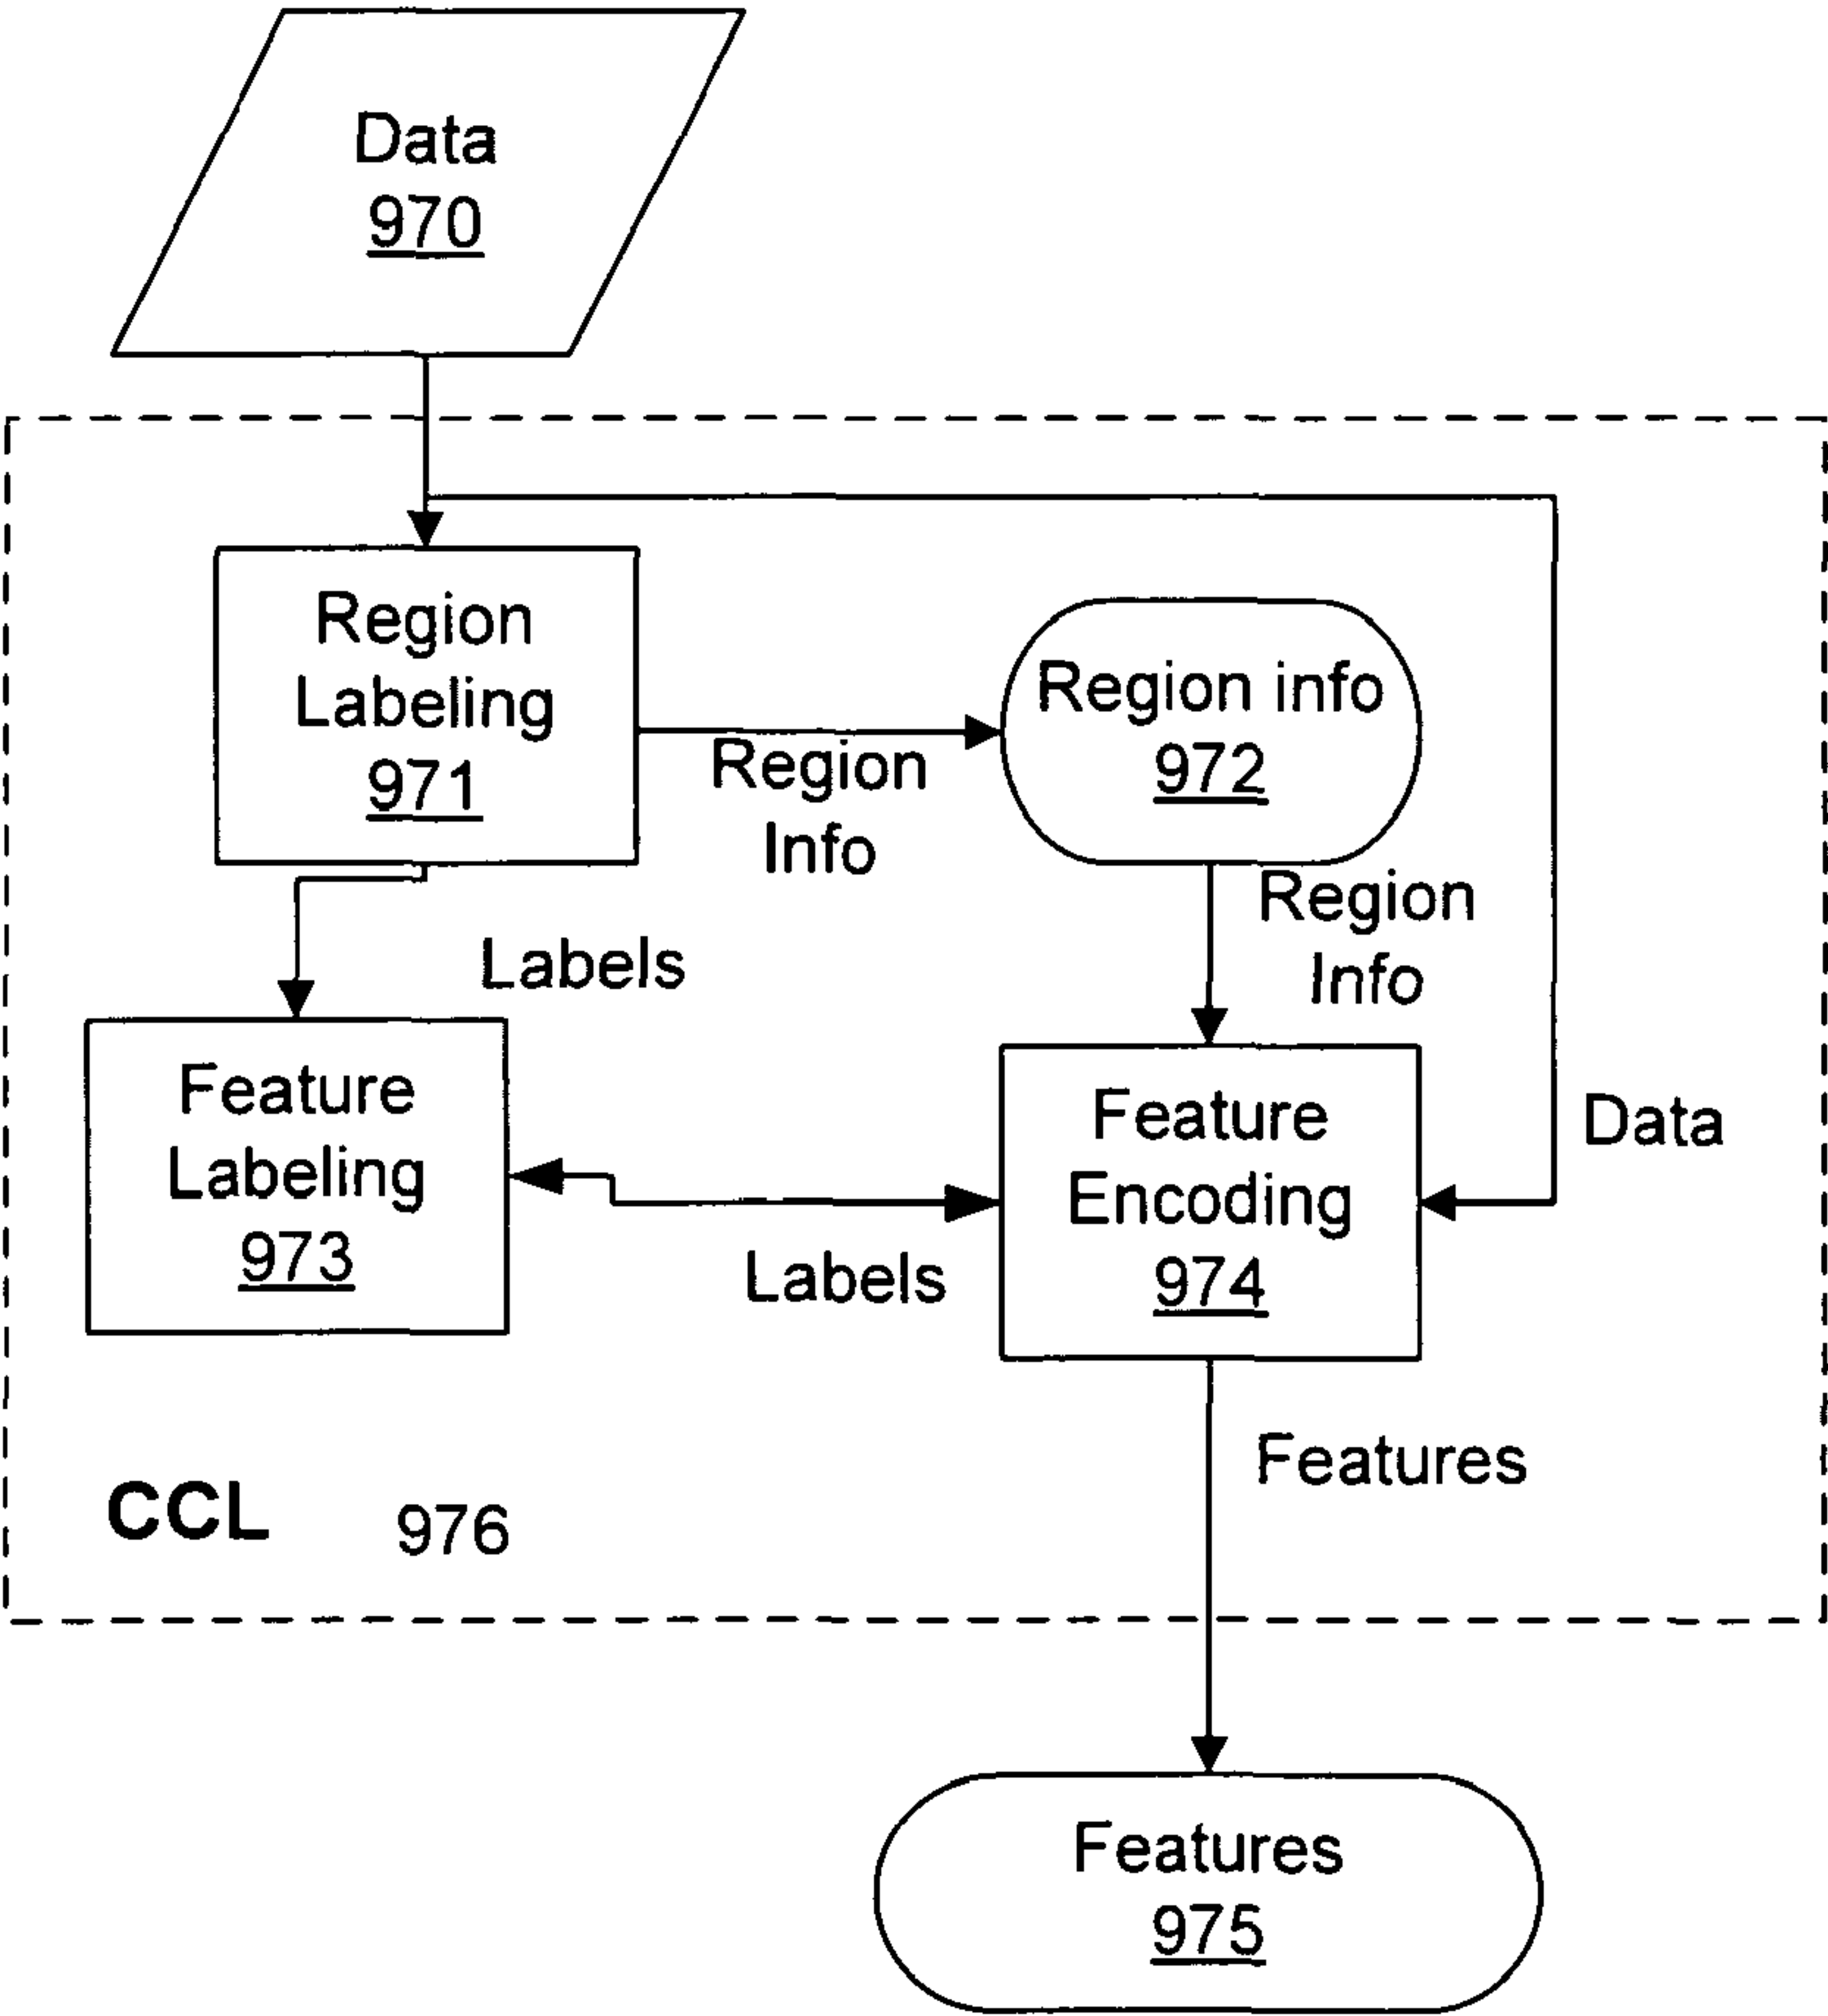 Data
970
Region
Labeling
971
Region info
972
Region
Info
Region
Info
Labels
Feature
Labeling
973
Feature
Encoding
974
Data
Labels
Features
CCL 976
Features
975